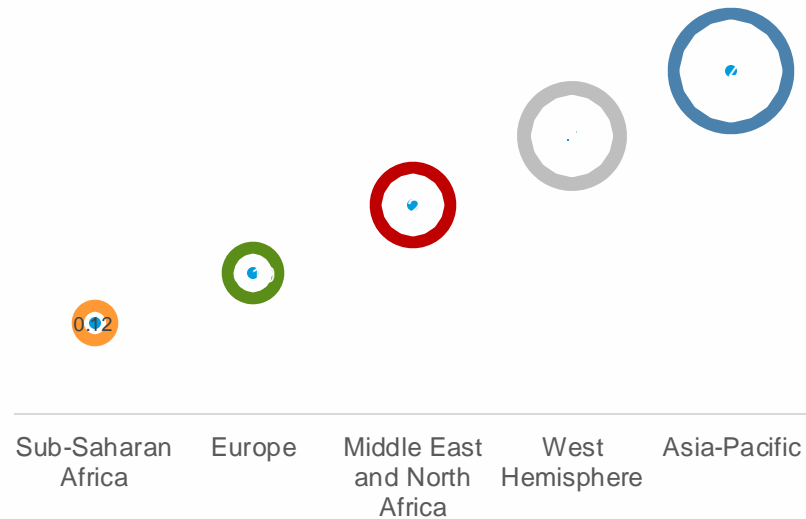 0.12
Sub-Saharan
Africa
Europe
Middle East
and North
Africa
West
Hemisphere
Asia-Pacific